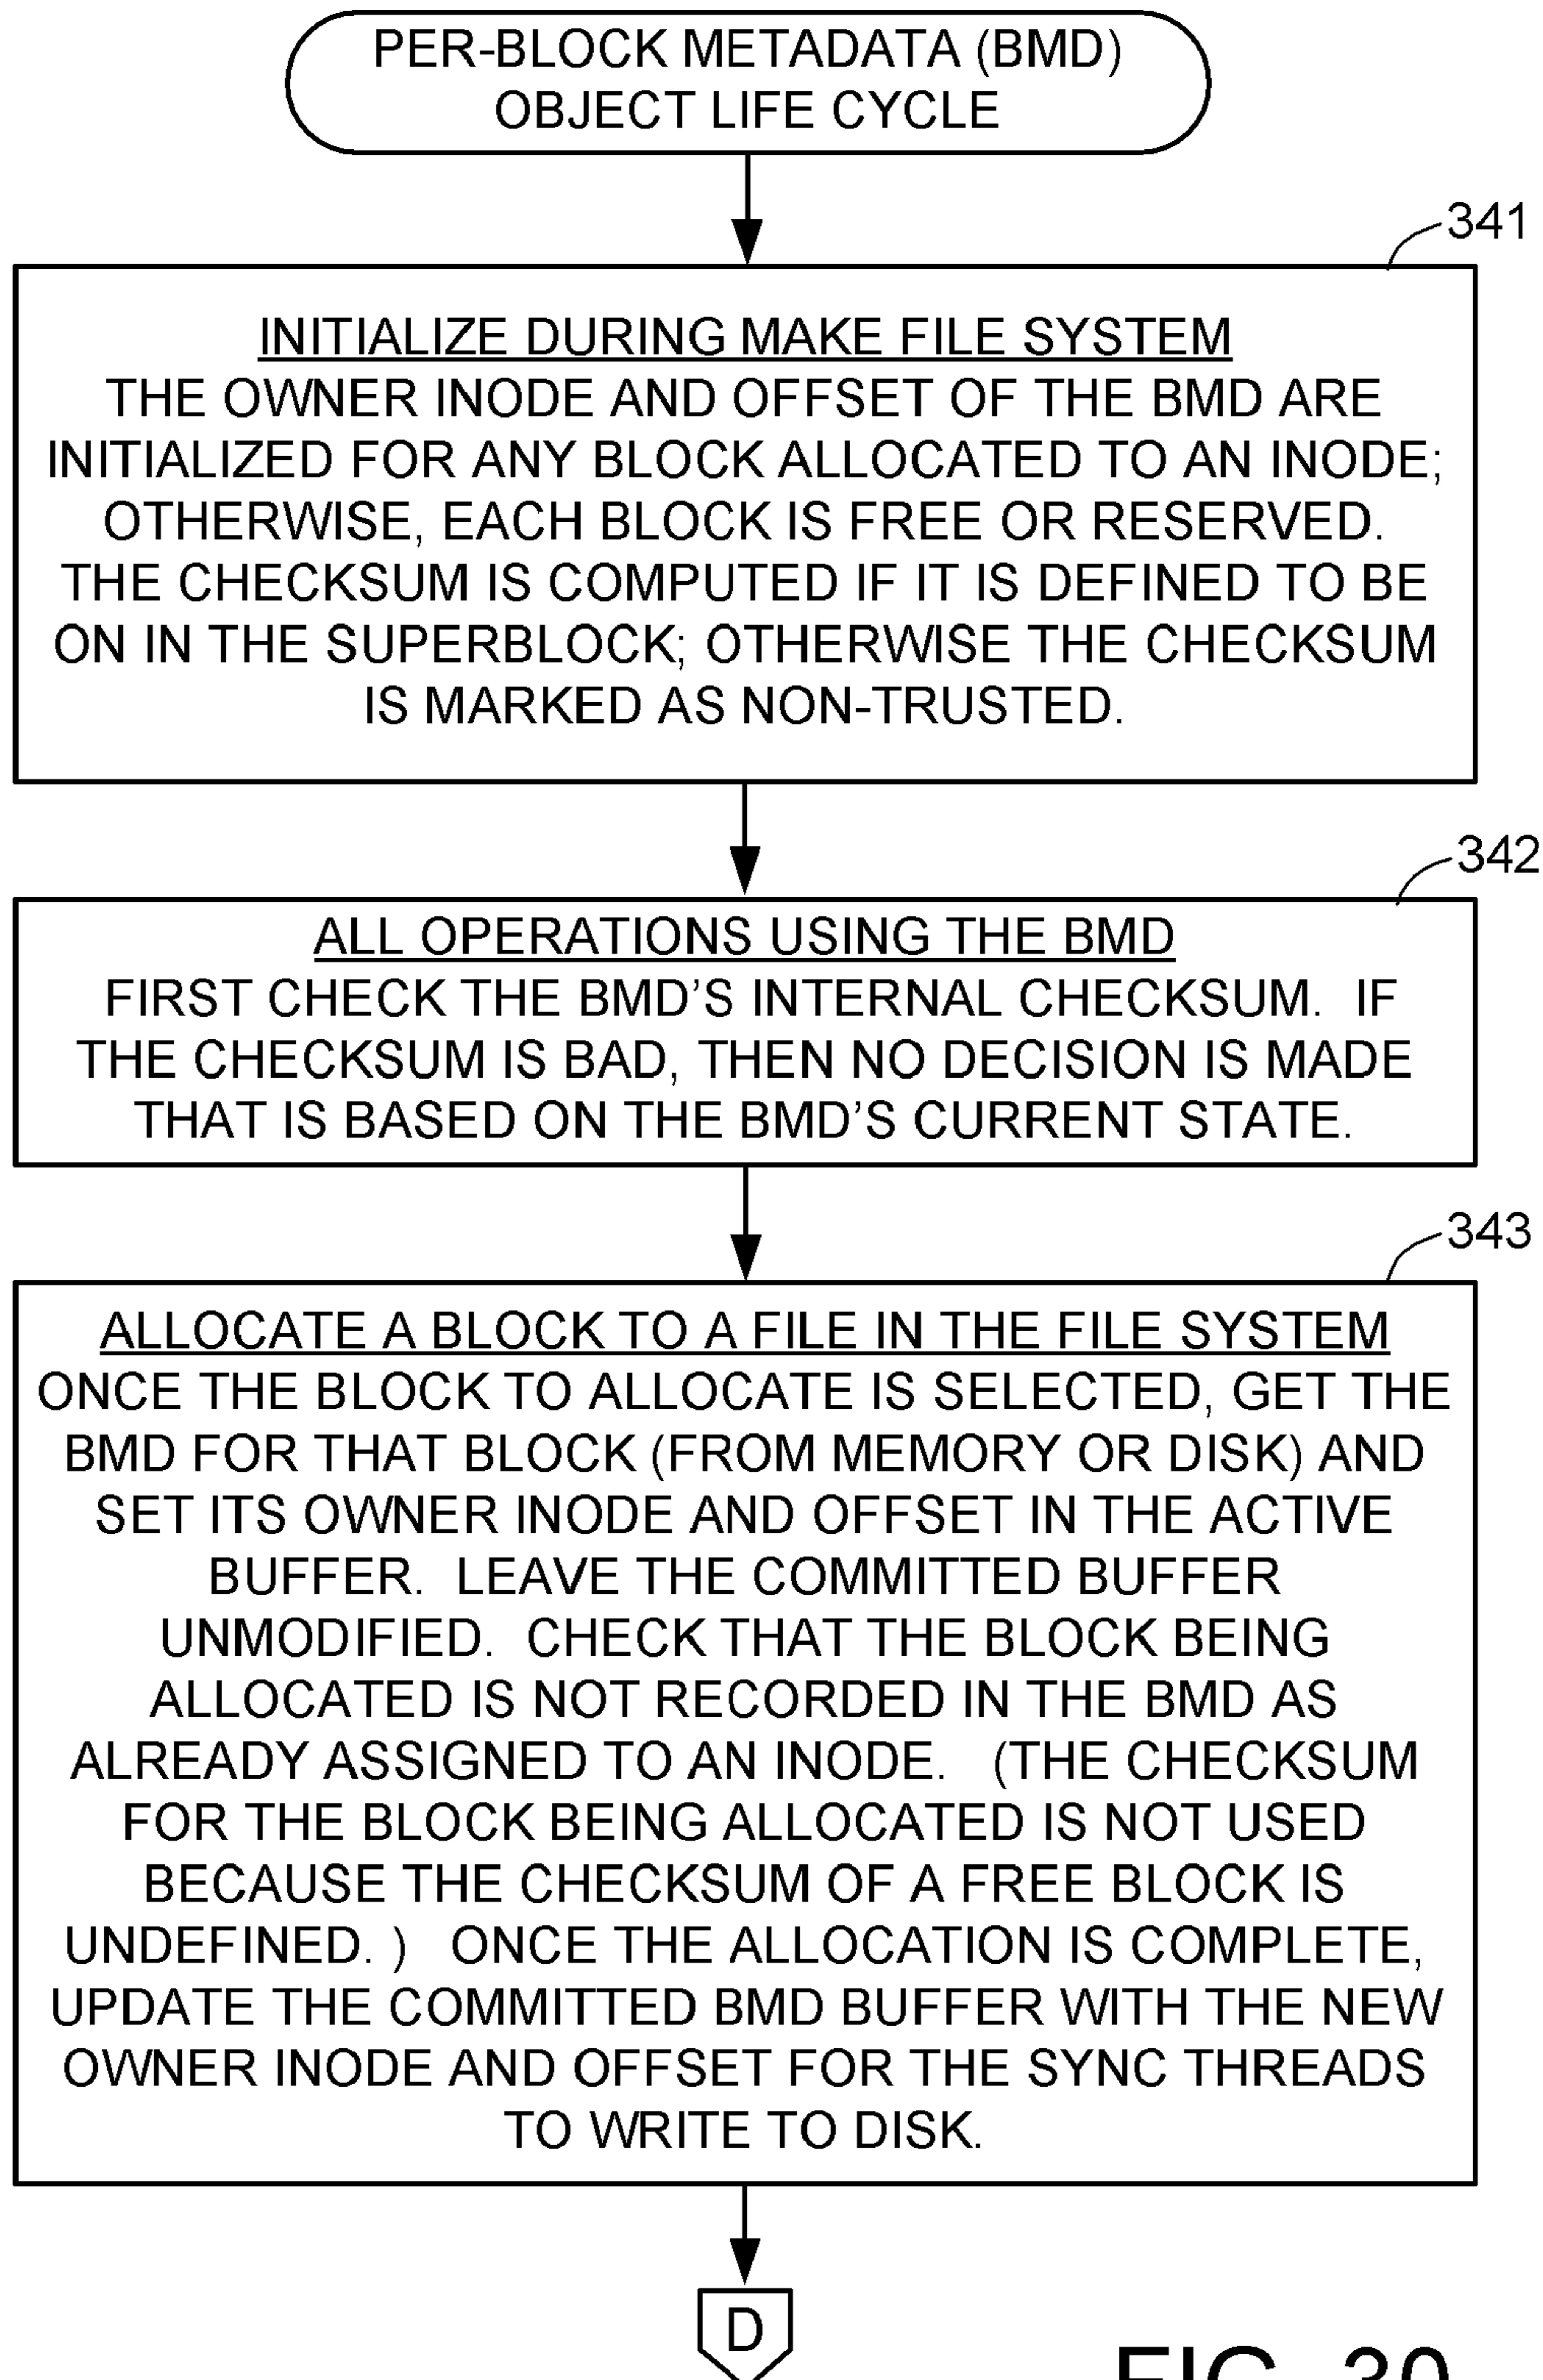 PER-BLOCK METADATA (BMD)
OBJECT LIFE CYCLE
341
INITIALIZE DURING MAKE FILE SYSTEM
THE OWNER INODE AND OFFSET OF THE BMD ARE
INITIALIZED FOR ANY BLOCK ALLOCATED TO AN INODE;
OTHERWISE, EACH BLOCK IS FREE OR RESERVED.
THE CHECKSUM IS COMPUTED IF IT IS DEFINED TO BE
ON IN THE SUPERBLOCK; OTHERWISE THE CHECKSUM
IS MARKED AS NON-TRUSTED.
342
ALL OPERATIONS USING THE BMD
FIRST CHECK THE BMD’S INTERNAL CHECKSUM.  IF
THE CHECKSUM IS BAD, THEN NO DECISION IS MADE
THAT IS BASED ON THE BMD’S CURRENT STATE.
343
ALLOCATE A BLOCK TO A FILE IN THE FILE SYSTEM
ONCE THE BLOCK TO ALLOCATE IS SELECTED, GET THE
BMD FOR THAT BLOCK (FROM MEMORY OR DISK) AND
SET ITS OWNER INODE AND OFFSET IN THE ACTIVE
BUFFER.  LEAVE THE COMMITTED BUFFER
UNMODIFIED.  CHECK THAT THE BLOCK BEING
ALLOCATED IS NOT RECORDED IN THE BMD AS
ALREADY ASSIGNED TO AN INODE.   (THE CHECKSUM
FOR THE BLOCK BEING ALLOCATED IS NOT USED
BECAUSE THE CHECKSUM OF A FREE BLOCK IS
UNDEFINED. )   ONCE THE ALLOCATION IS COMPLETE,
UPDATE THE COMMITTED BMD BUFFER WITH THE NEW
OWNER INODE AND OFFSET FOR THE SYNC THREADS
TO WRITE TO DISK.
D
FIG. 30